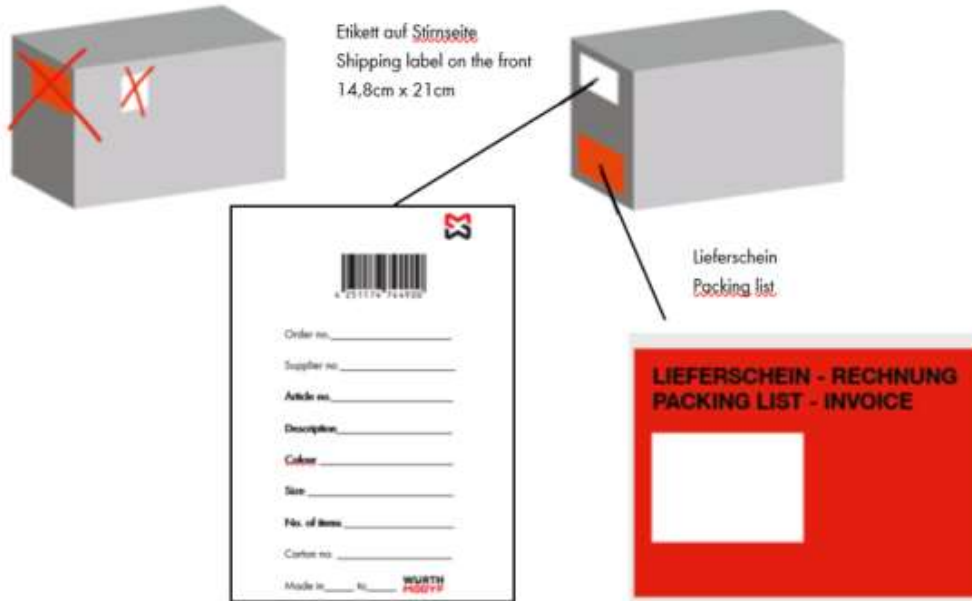 Etikett auf Stirnseite
Shipping label on the front
14,8cm x 21cm
Lieferschein
Packing list
Order no.
Supplier no.
Article no.
Description
Colour
Size
No. of items
Carton no.
Made in
WÜRTH
MODYF
LIEFERSCHEIN - RECHNUNG
PACKING LIST - INVOICE